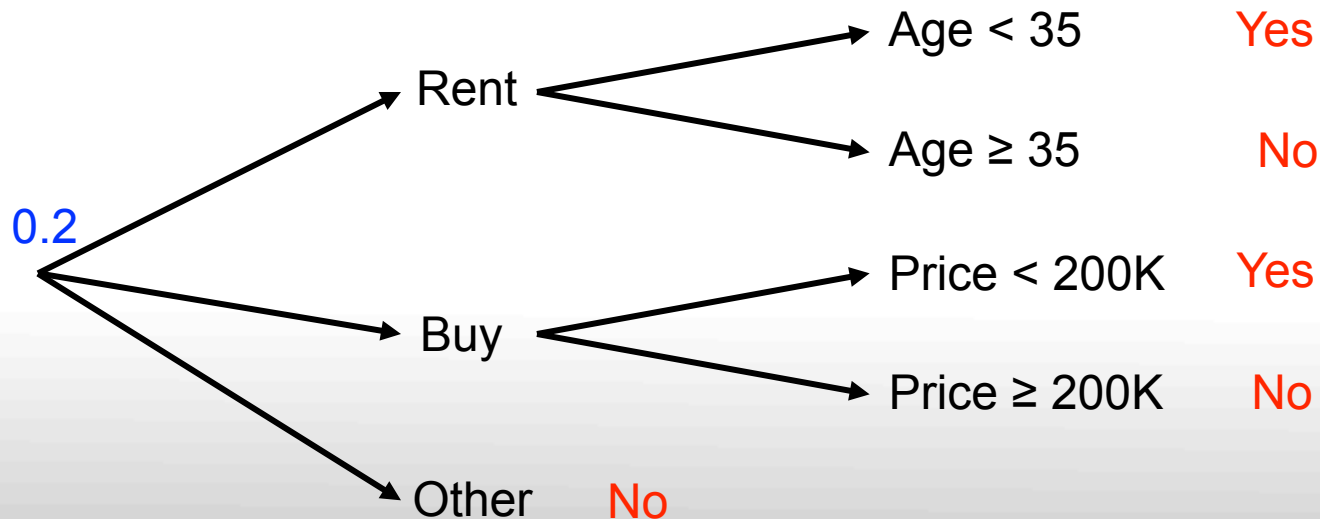 Age < 35 Yes
Rent
Age ≥ 35 No
0.2
Price < 200K Yes
Buy
Price ≥ 200K No
Other No